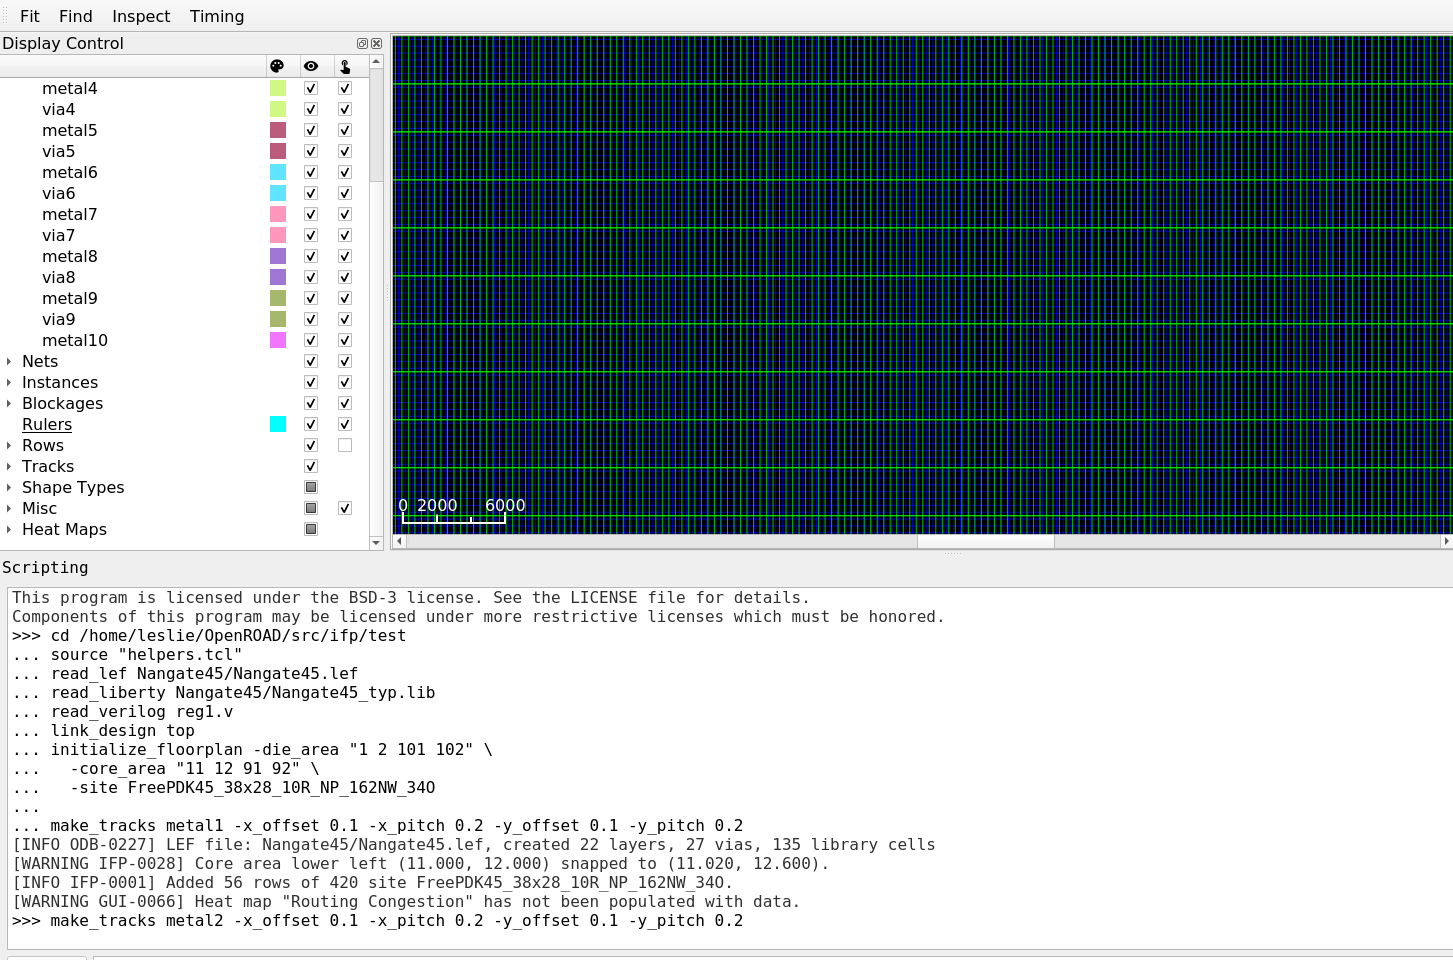 Fit Find Inspect Timing
Display Control
metal4
via4
metal5
via5
metal6
via6
metal7
via7
metal8
via8
metal9
via9
metal10
Nets
Instances
Blockages
Rulers
Rows
Tracks
Shape Types
Misc
Heat Maps
0 2000 6000
Scripting
This program is licensed under the BSD-3 license. See the LICENSE file for details.
Components of this program may be licensed under more restrictive licenses which must be honored.
>>> cd /home/leslie/OpenROAD/src/ifp/test
... source "helpers.tcl"
... read_lef Nangate45/Nangate45.lef
... read_liberty Nangate45/Nangate45_typ.lib
... read_verilog reg1.v
... link_design top
... initialize_floorplan -die_area "1 2 101 102" \
...   -core_area "11 12 91 92" \
...   -site FreePDK45_38x28_10R_NP_162NW_34O
...
... make_tracks metal1 -x_offset 0.1 -x_pitch 0.2 -y_offset 0.1 -y_pitch 0.2
[INFO ODB-0227] LEF file: Nangate45/Nangate45.lef, created 22 layers, 27 vias, 135 library cells
[WARNING IFP-0028] Core area lower left (11.000, 12.000) snapped to (11.020, 12.600).
[INFO IFP-0001] Added 56 rows of 420 site FreePDK45_38x28_10R_NP_162NW_34O.
[WARNING GUI-0066] Heat map "Routing Congestion" has not been populated with data.
>>> make_tracks metal2 -x_offset 0.1 -x_pitch 0.2 -y_offset 0.1 -y_pitch 0.2